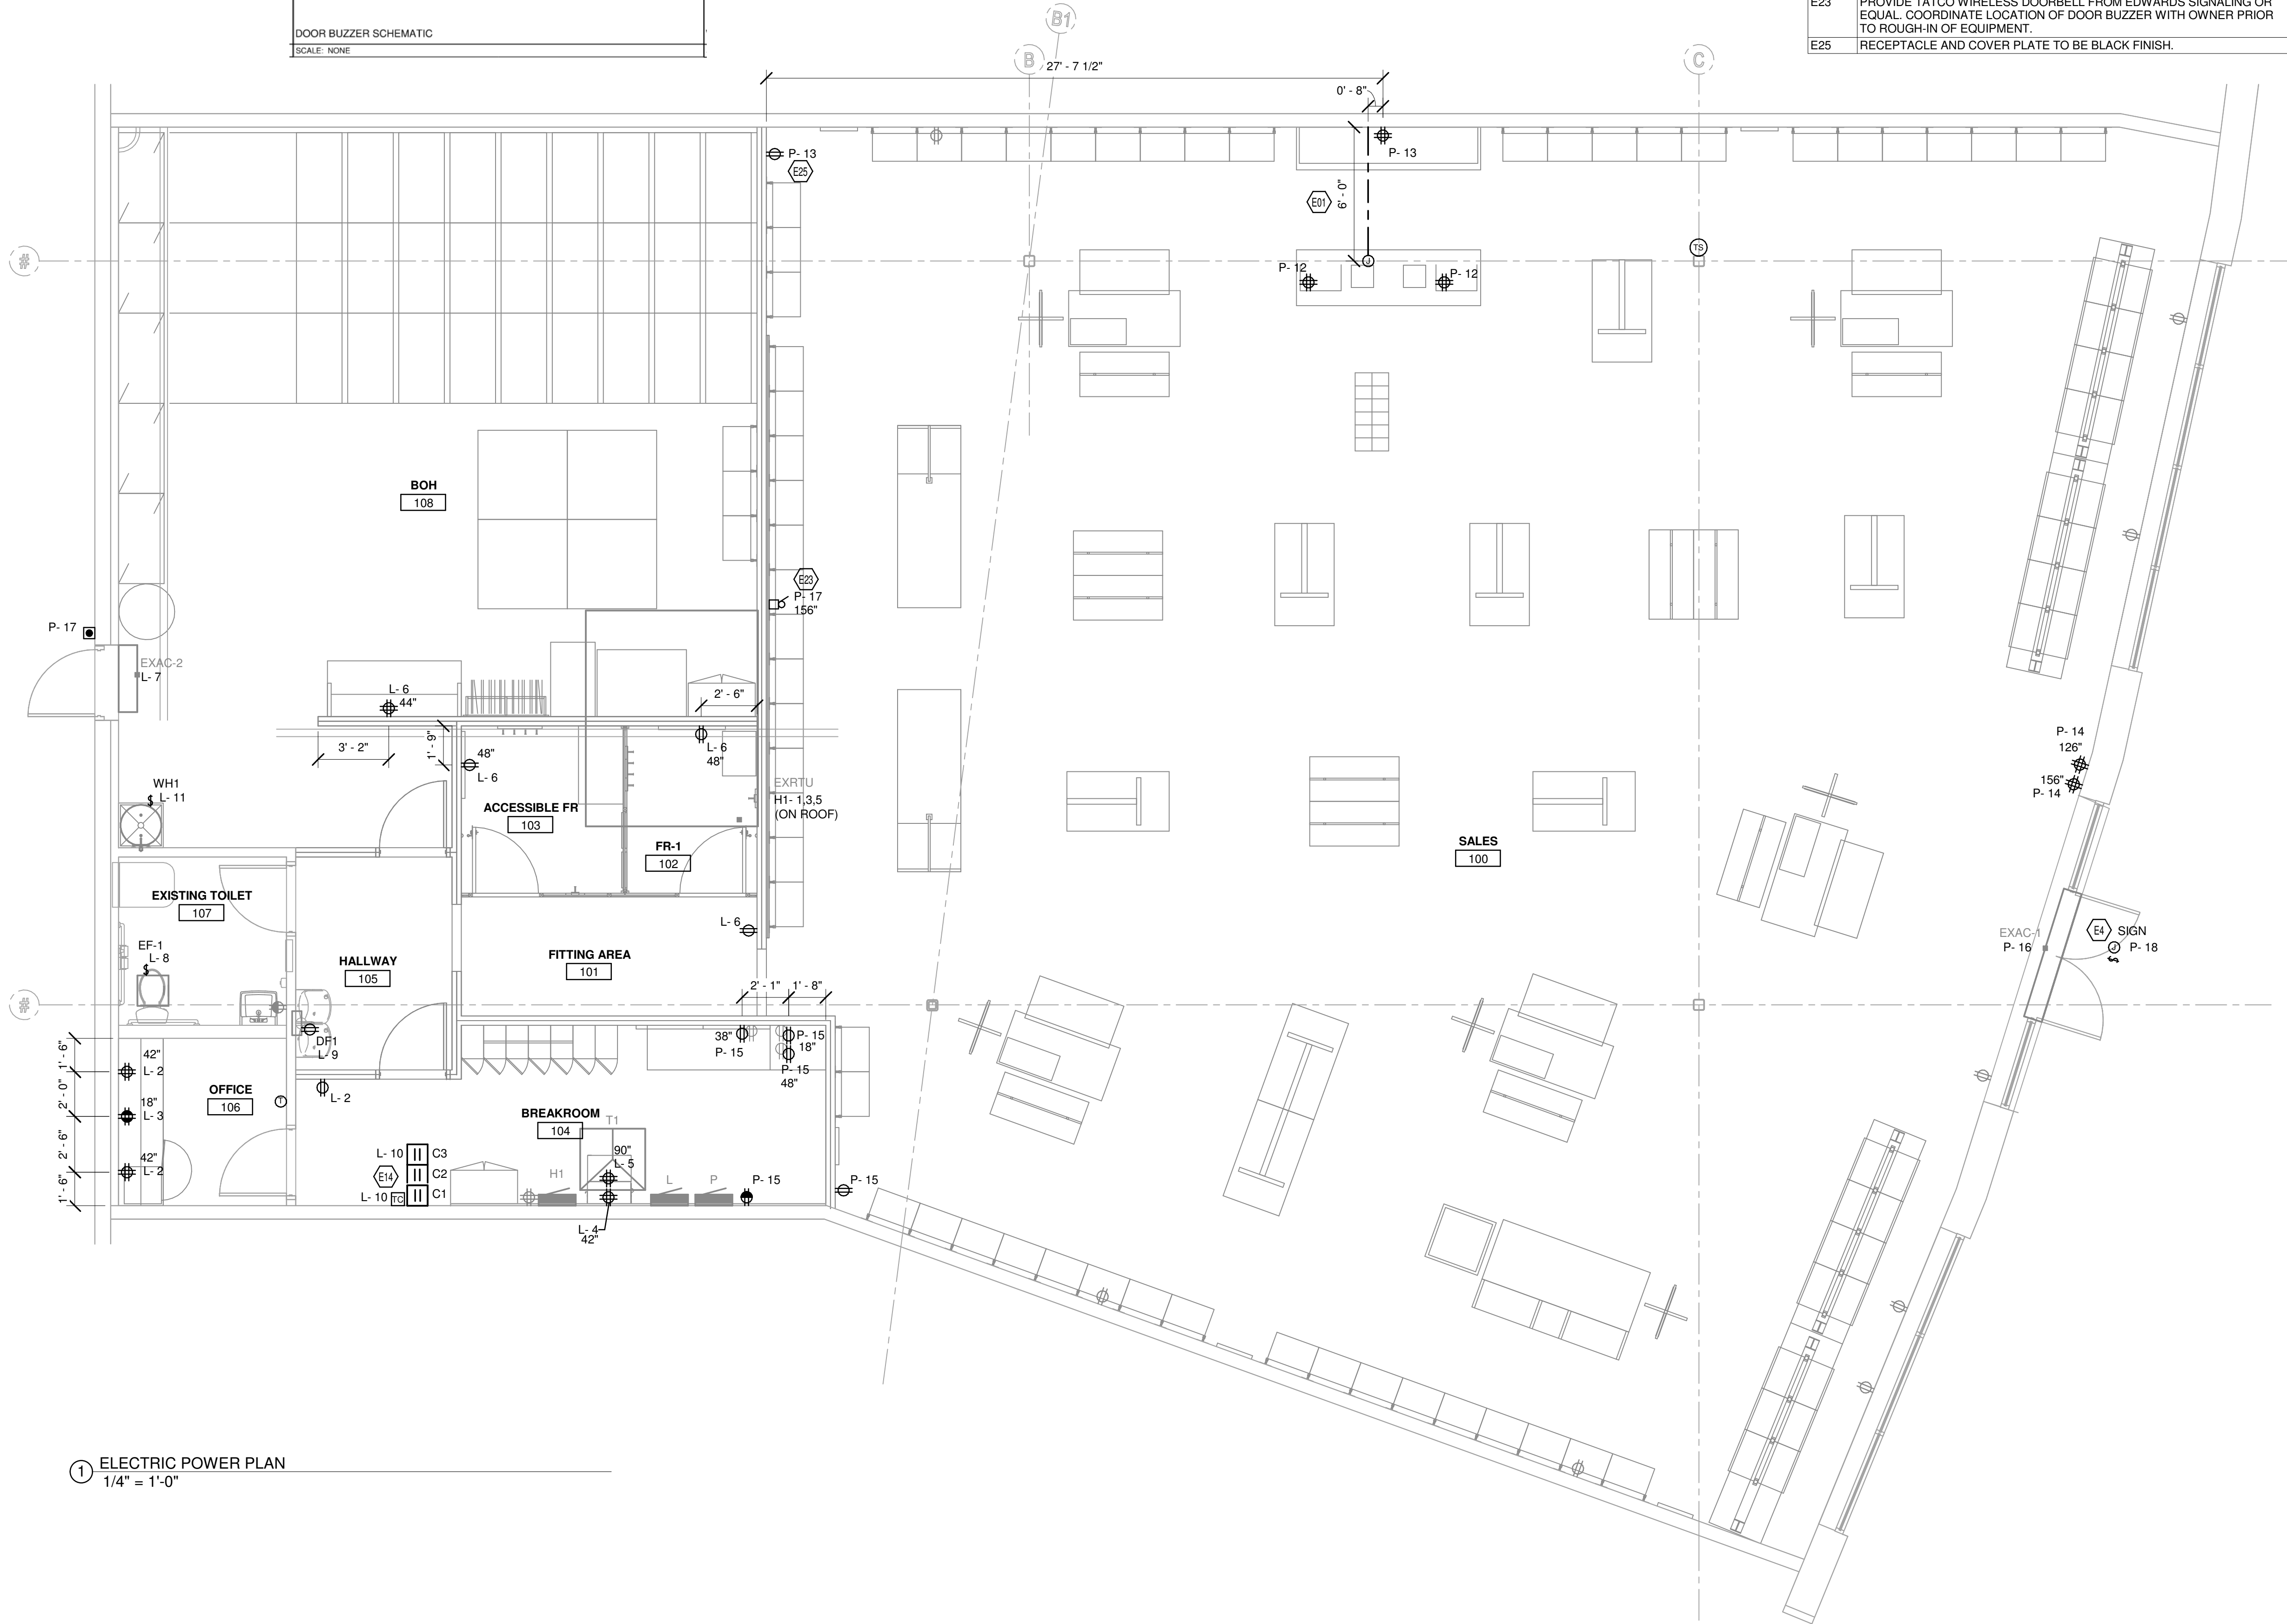 DOOR BUZZER SCHEMATIC
SCALE: NONE
E23 PROVIDE TATCO WIRELESS DOORBELL FROM EDWARDS SIGNALING OR
EQUAL. COORDINATE LOCATION OF DOOR BUZZER WITH OWNER PRIOR
TO ROUGH-IN OF EQUIPMENT.
E25 RECEPTACLE AND COVER PLATE TO BE BLACK FINISH.
B1
B
C
27' - 7 1/2"
0' - 8"
P- 13
E25
P- 13
E01
6' - 0"
#
TS
J
P- 12
P- 12
BOH
108
E23
P- 17
156"
P- 17
EXAC-2
L- 7
L- 6
44"
2' - 6"
3' - 2"
1' - 9"
48"
L- 6
L- 6
48"
P- 14
126"
156"
P- 14
WH1
L- 11
EXRTU
H1- 1,3,5
(ON ROOF)
ACCESSIBLE FR
103
FR-1
102
SALES
100
EXISTING TOILET
107
L- 6
EF-1
L- 8
HALLWAY
105
FITTING AREA
101
EXAC-1
P- 16
E4
SIGN
J
P- 18
#
2' - 1"
1' - 8"
38"
P- 15
P- 15
18"
P- 15
48"
DF1
L- 9
1' - 6"
2' - 0"
2' - 6"
1' - 6"
42"
L- 2
18"
L- 3
42"
L- 2
OFFICE
106
T
L- 2
BREAKROOM
104
T1
90"
L- 5
L- 10
C3
E14
C2
L- 10
TC
C1
H1
L
P
P- 15
P- 15
L- 4
42"
1
ELECTRIC POWER PLAN
1/4" = 1'-0"